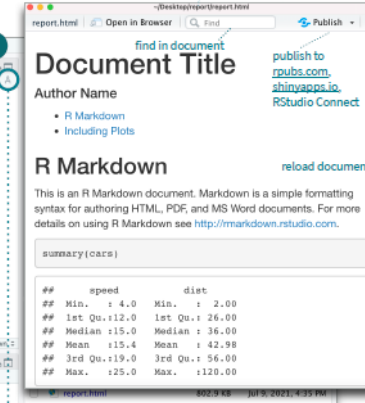 ~/Desktop/report/report.html
report.html Open in Browser Find Publish
find in document
Document Title
publish to
rpubs.com,
shinyapps.io,
RStudio Connect
Author Name
A
• R Markdown
• Including Plots
R Markdown
reload document
This is an R Markdown document. Markdown is a simple formatting
syntax for authoring HTML, PDF, and MS Word documents. For more
details on using R Markdown see http://rmarkdown.rstudio.com.
summary(cars)
##      speed           dist
## Min.   : 4.0   Min.   :  2.00
## 1st Qu.:12.0   1st Qu.: 26.00
## Median :15.0   Median : 36.00
## Mean   :15.4   Mean   : 42.98
## 3rd Qu.:19.0   3rd Qu.: 56.00
## Max.   :25.0   Max.   :120.00
report.html 802.9 KB Jul 9, 2021, 4:35 PM